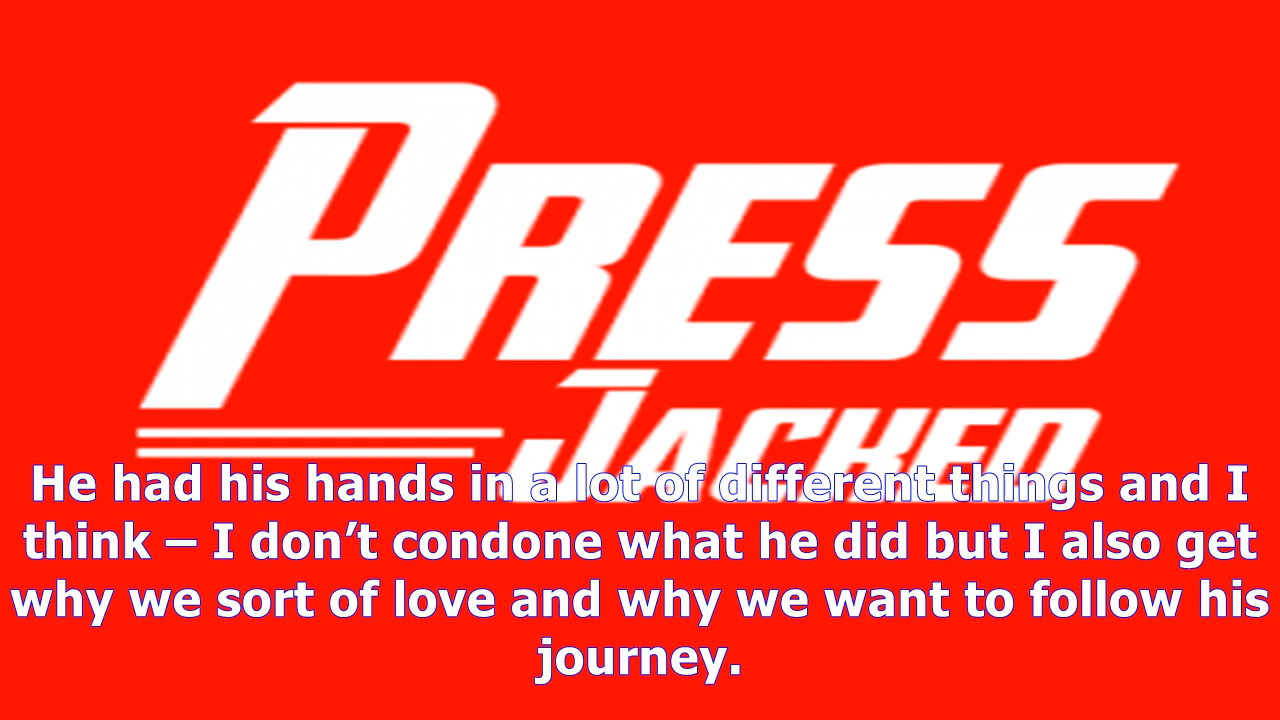 PRESS
JACKED
He had his hands in a lot of different things and I
think – I don’t condone what he did but I also get
why we sort of love and why we want to follow his
journey.